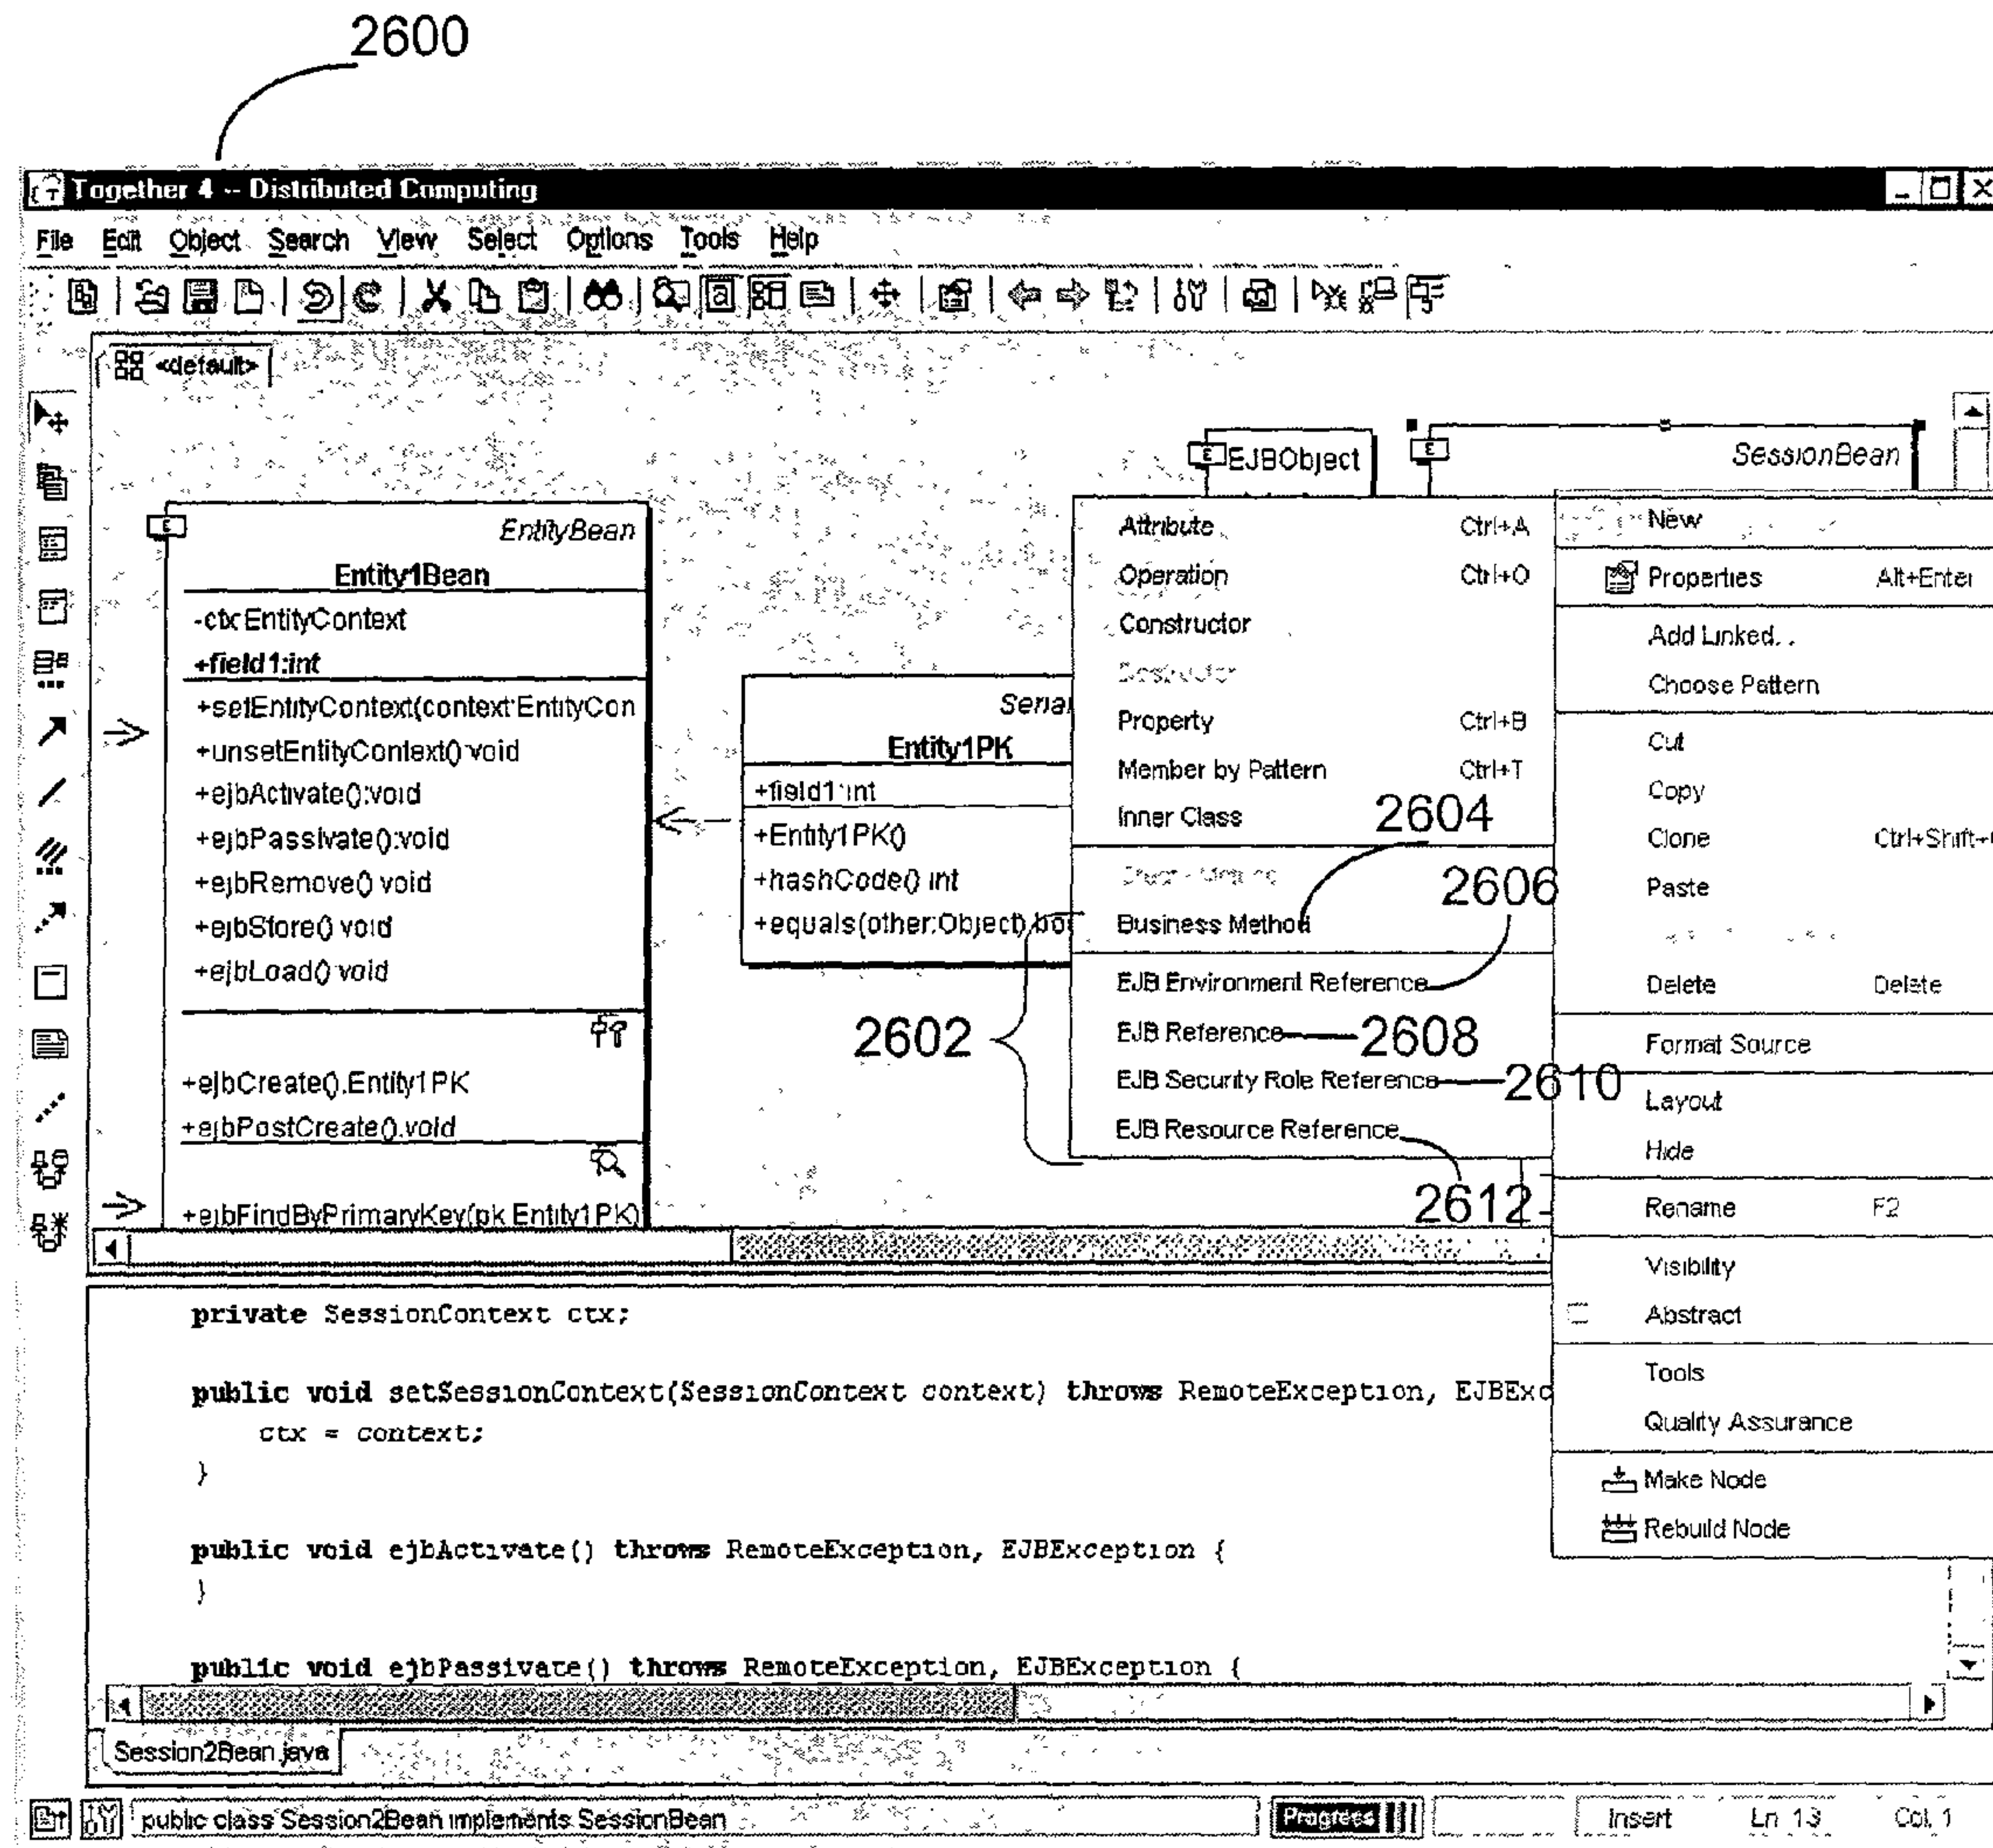 2600
Together 4 -- Distributed Computing
File Edit Object Search View Select Options Tools Help
<default>
EJBObject
SessionBean
EntityBean
Entity1Bean
-ctx:EntityContext
+field1:int
+setEntityContext(context:EntityCon
+unsetEntityContext():void
+ejbActivate():void
+ejbPassivate():void
+ejbRemove():void
+ejbStore():void
+ejbLoad():void
+ejbCreate():Entity1PK
+ejbPostCreate():void
+ejbFindByPrimaryKey(pk:Entity1PK)
Serial
Entity1PK
+field1:int
+Entity1PK()
+hashCode():int
+equals(other:Object):boo
Attribute Ctrl+A
Operation Ctrl+O
Constructor
Destructor
Property Ctrl+B
Member by Pattern Ctrl+T
Inner Class
2604
2606
Business Method
EJB Environment Reference
2602
EJB Reference 2608
EJB Security Role Reference 2610
EJB Resource Reference
2612
New
Properties Alt+Enter
Add Linked...
Choose Pattern
Cut
Copy
Clone Ctrl+Shift+
Paste
Delete Delete
Format Source
Layout
Hide
Rename F2
Visibility
Abstract
Tools
Quality Assurance
Make Node
Rebuild Node
private SessionContext ctx;
public void setSessionContext(SessionContext context) throws RemoteException, EJBExc
ctx = context;
}
public void ejbActivate() throws RemoteException, EJBException {
}
public void ejbPassivate() throws RemoteException, EJBException {
Session2Bean.java
public class Session2Bean implements SessionBean
Progress
Insert
Ln 13
Col. 1